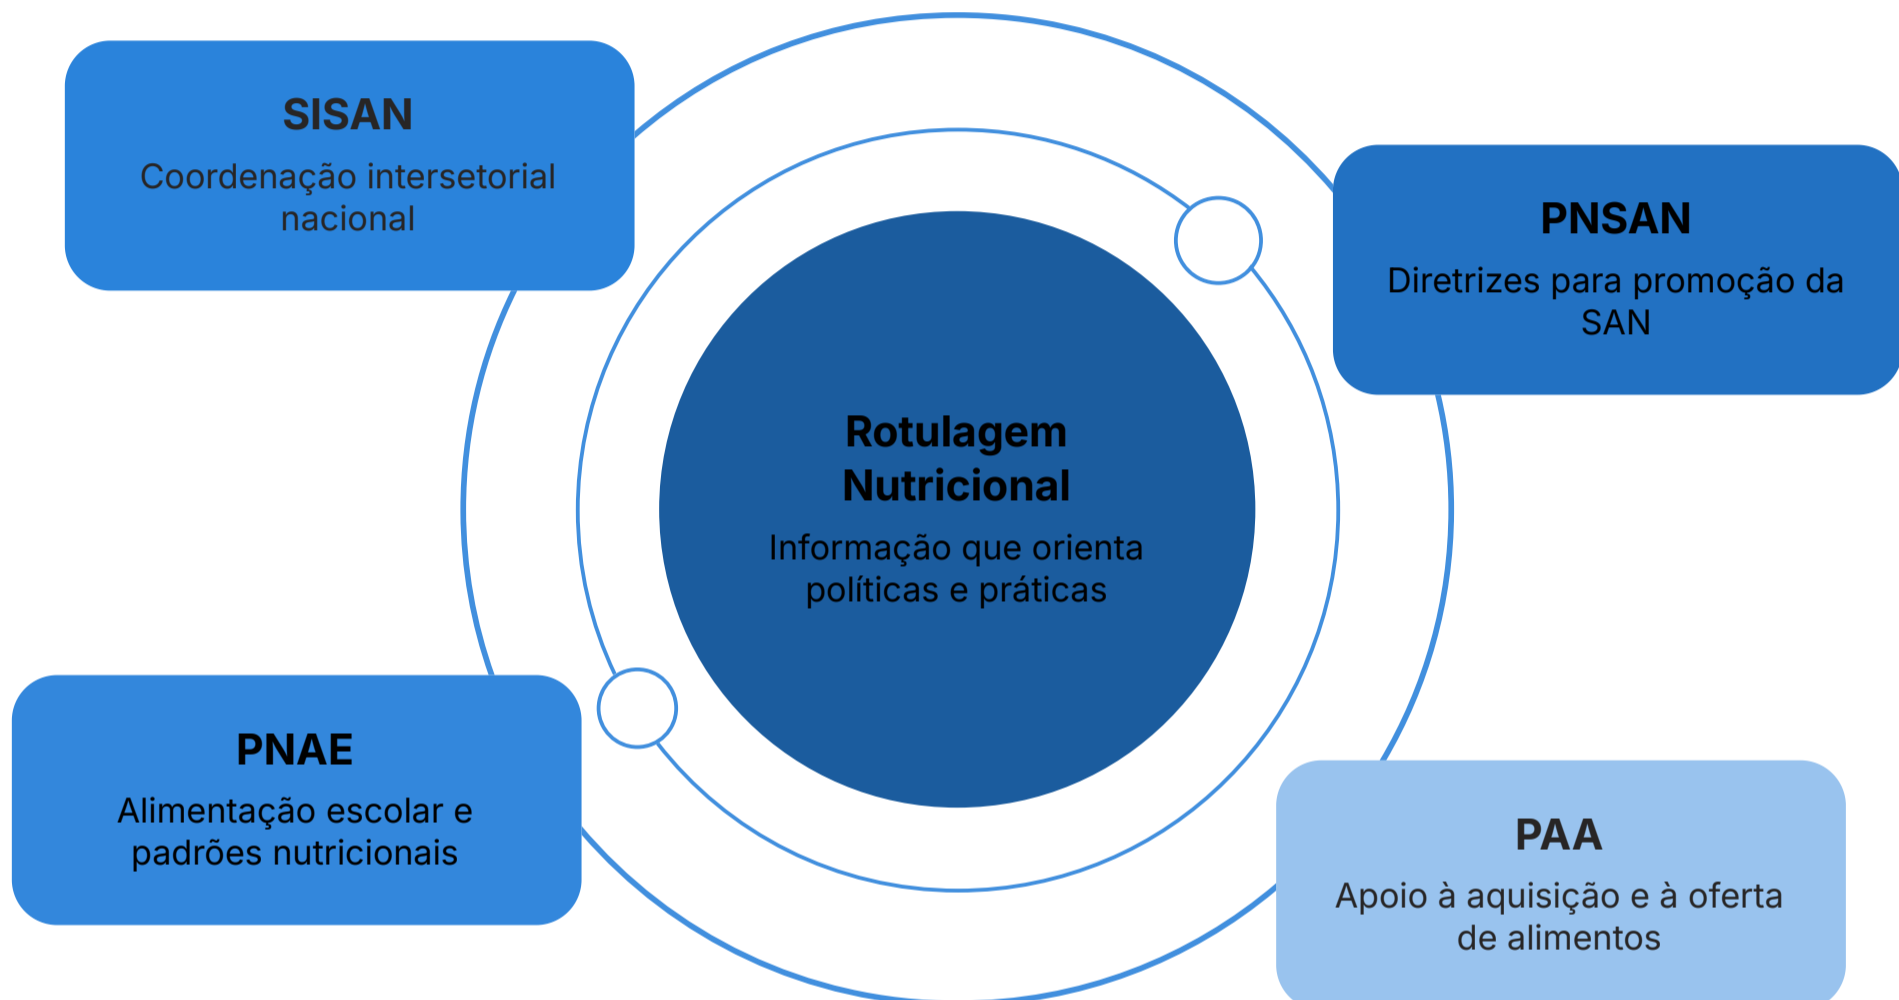 SISAN
Coordenação intersetorial
nacional
PNSAN
Diretrizes para promoção da
SAN
Rotulagem
Nutricional
Informação que orienta
políticas e práticas
PNAE
Alimentação escolar e
padrões nutricionais
PAA
Apoio à aquisição e à oferta
de alimentos